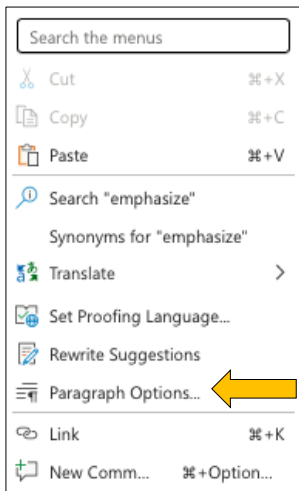 Search the menus
Cut ⌘+X
Copy ⌘+C
Paste ⌘+V
Search "emphasize"
Synonyms for "emphasize"
Translate
Set Proofing Language...
Rewrite Suggestions
Paragraph Options...
Link ⌘+K
New Comm... ⌘+Option...